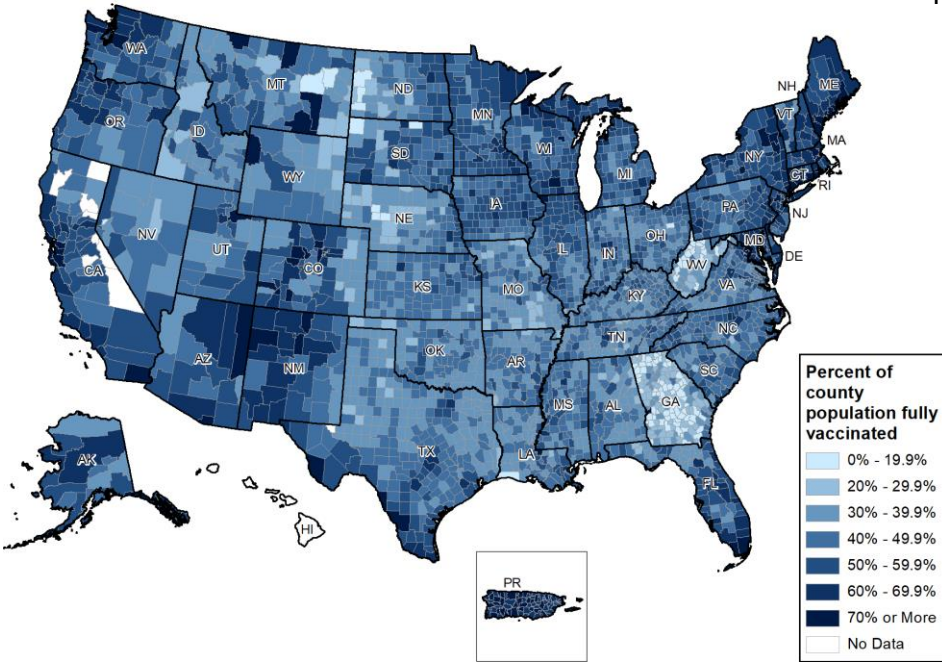 WA
MT
ND
MN
OR
ID
SD
WI
MI
WY
NH
ME
VT
MA
NY
CT
RI
NV
UT
NE
IA
PA
NJ
CA
CO
KS
MO
IL
IN
OH
WV
MD
DE
VA
KY
AZ
NM
OK
AR
TN
NC
SC
TX
LA
MS
AL
GA
FL
AK
HI
PR
Percent of
county
population fully
vaccinated
0% - 19.9%
20% - 29.9%
30% - 39.9%
40% - 49.9%
50% - 59.9%
60% - 69.9%
70% or More
No Data